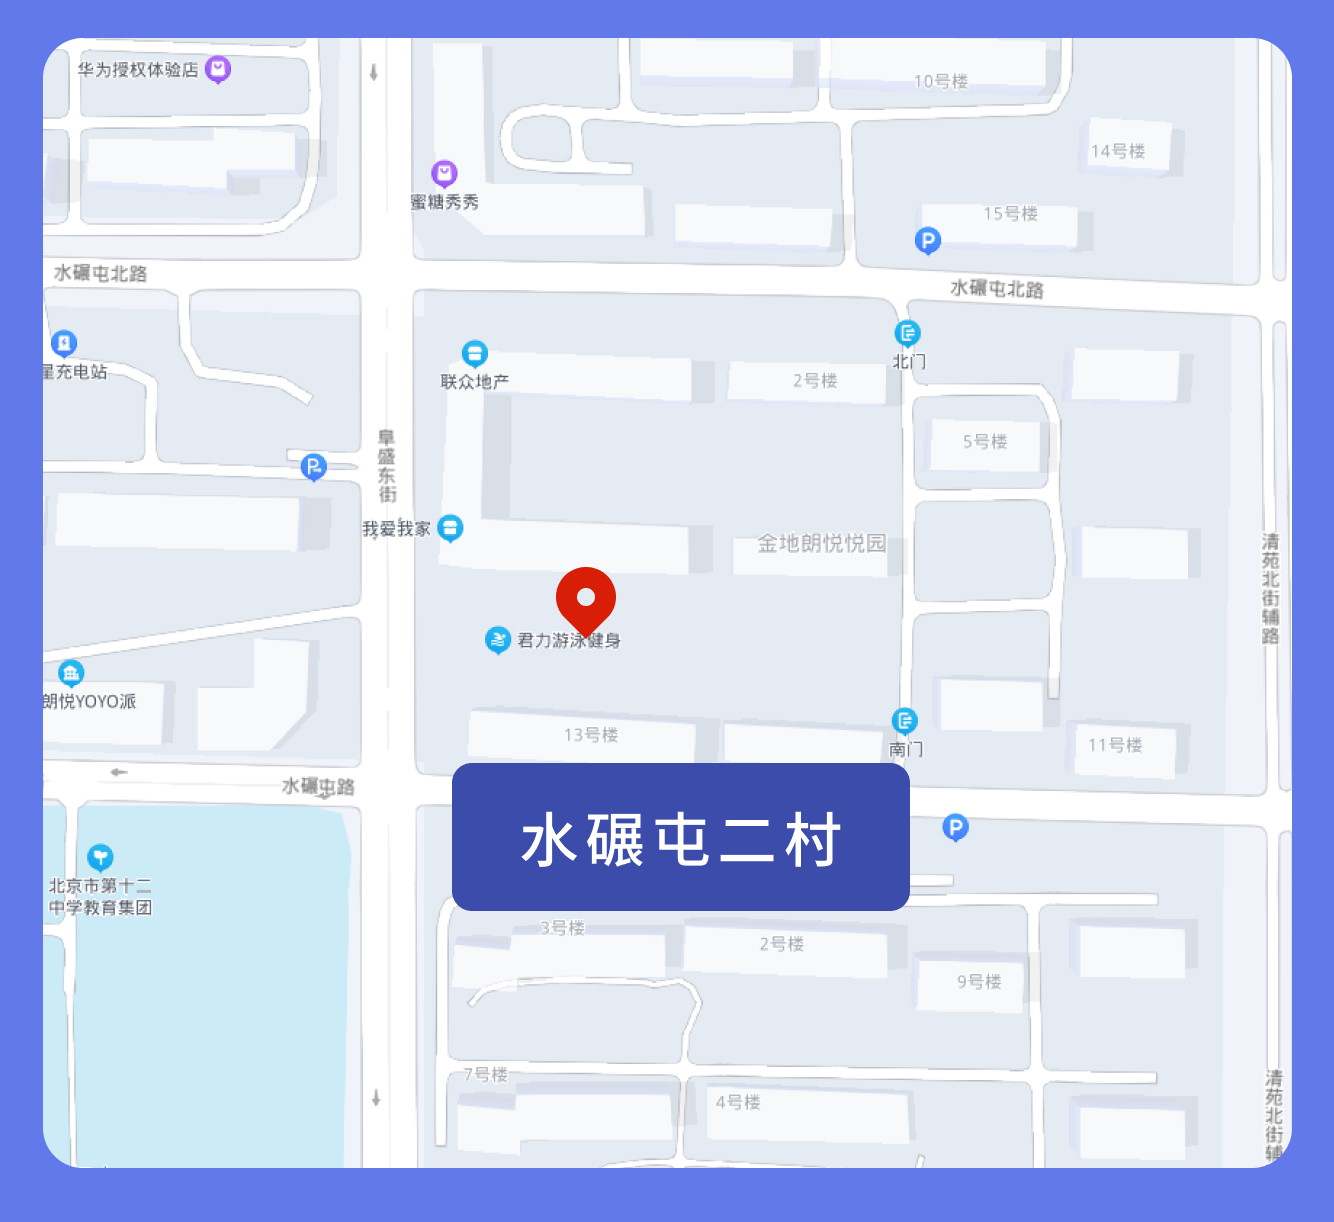 华为授权体验店
10号楼
14号楼
蜜糖秀秀
15号楼
P
水碾屯北路
水碾屯北路
北门
星充电站
联众地产
2号楼
阜盛东街
5号楼
P
我爱我家
金地朗悦悦园
清苑北街辅路
君力游泳健身
朗悦YOYO派
13号楼
南门
11号楼
水碾屯路
水碾屯二村
P
北京市第十二
中学教育集团
3号楼
2号楼
9号楼
7号楼
4号楼
清苑北街辅